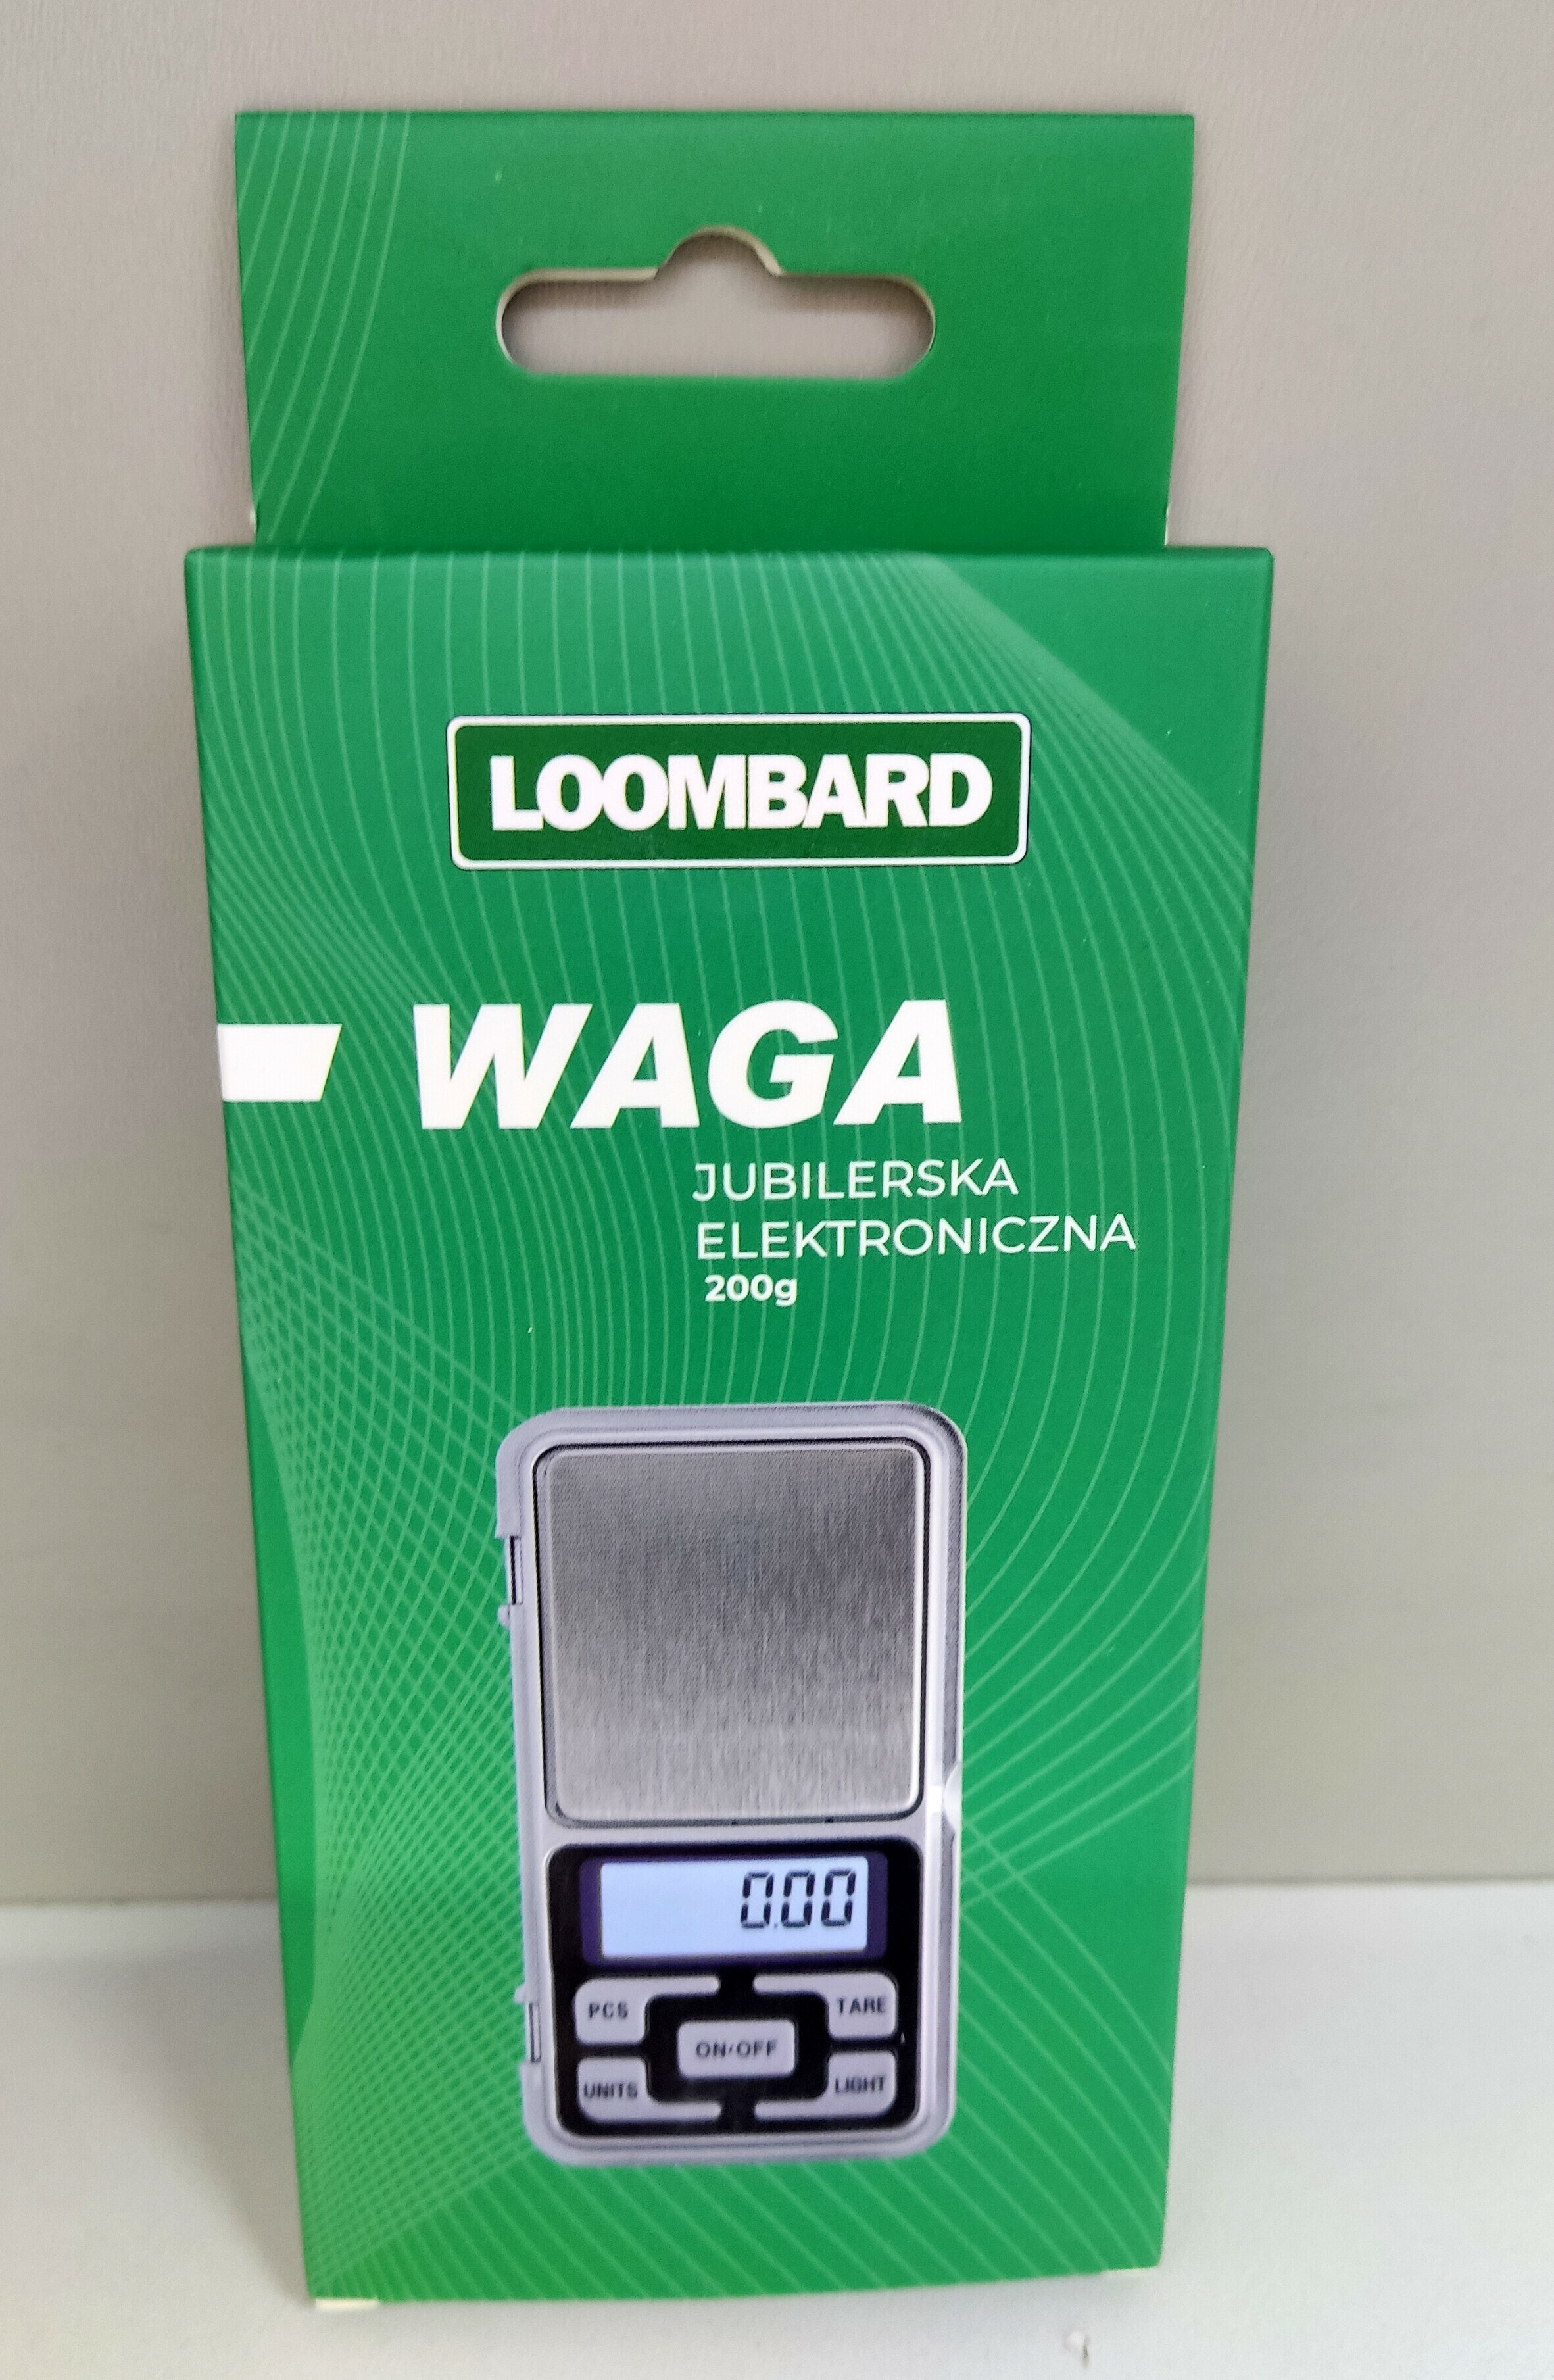 LOOMBARD
WAGA
JUBILERSKA
ELEKTRONICZNA
200g
0.00
PCS
TARE
ON·OFF
UNITS
LIGHT